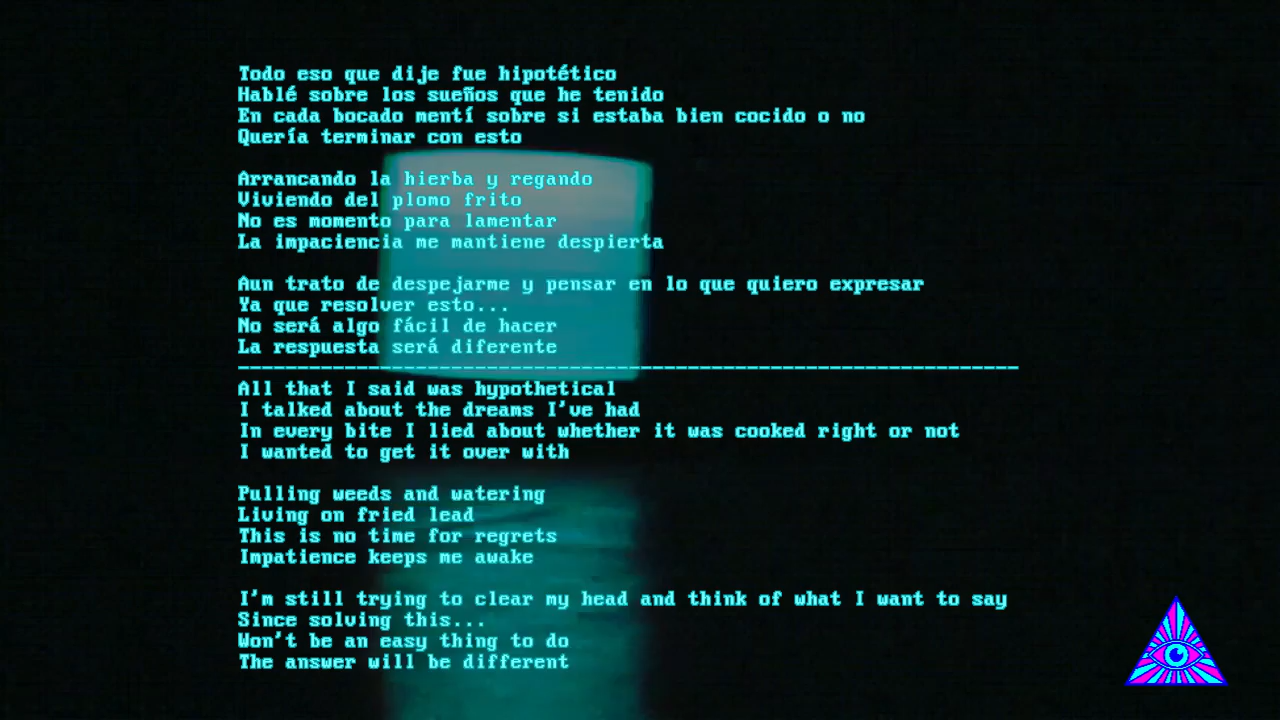 Todo eso que dije fue hipotético
Hablé sobre los sueños que he tenido
En cada bocado mentí sobre si estaba bien cocido o no
Quería terminar con esto
Arrancando la hierba y regando
Viviendo del plomo frito
No es momento para lamentar
La impaciencia me mantiene despierta
Aun trato de despejarme y pensar en lo que quiero expresar
Ya que resolver esto...
No será algo fácil de hacer
La respuesta será diferente
All that I said was hypothetical
I talked about the dreams I've had
In every bite I lied about whether it was cooked right or not
I wanted to get it over with
Pulling weeds and watering
Living on fried lead
This is no time for regrets
Impatience keeps me awake
I'm still trying to clear my head and think of what I want to say
Since solving this...
Won't be an easy thing to do
The answer will be different